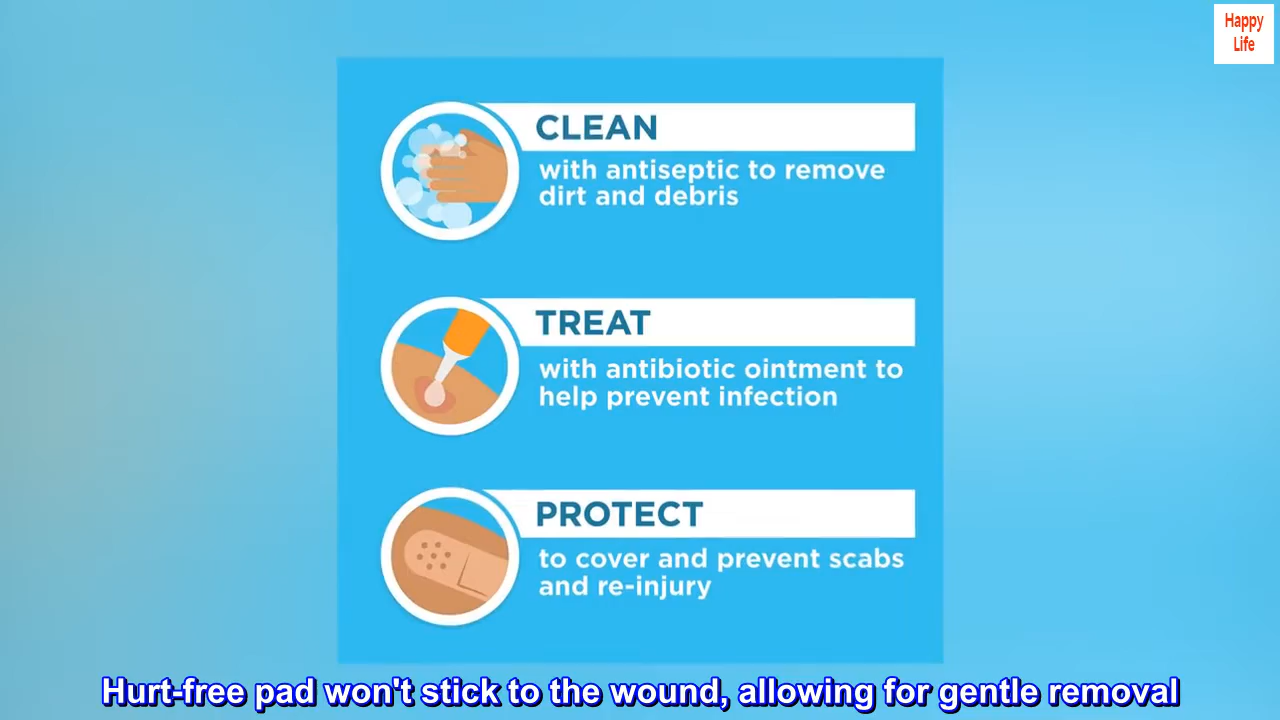 Happy
Life
CLEAN
with antiseptic to remove
dirt and debris
TREAT
with antibiotic ointment to
help prevent infection
PROTECT
to cover and prevent scabs
and re-injury
Hurt-free pad won't stick to the wound, allowing for gentle removal